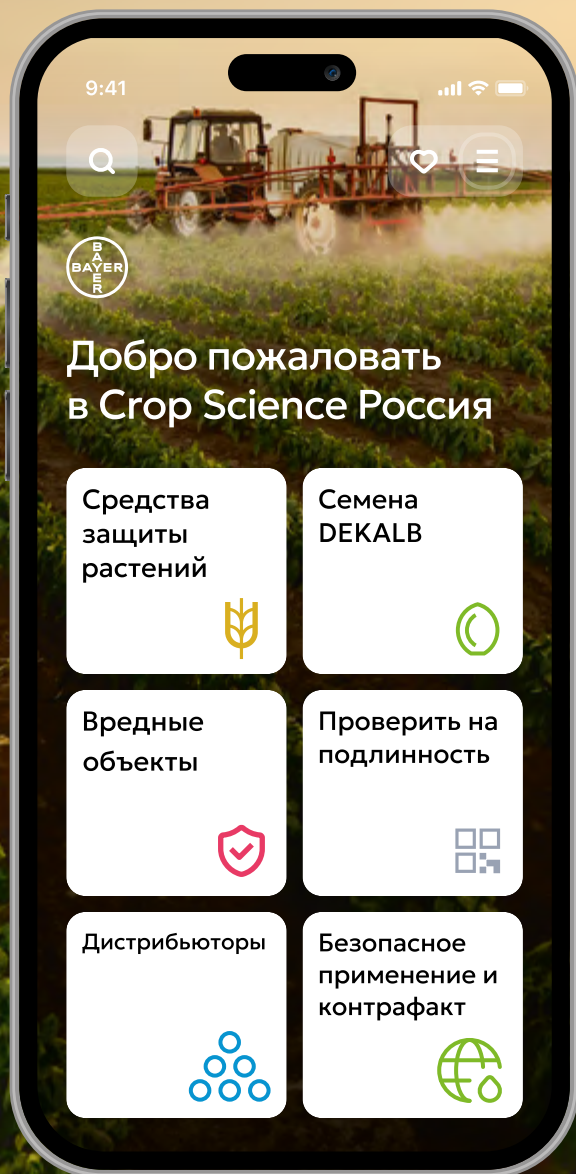 9:41
BAYER
BAYER
Добро пожаловать
в Crop Science Россия
Средства
защиты
растений
Семена
DEKALB
Вредные
объекты
Проверить на
подлинность
Дистрибьюторы
Безопасное
применение и
контрафакт